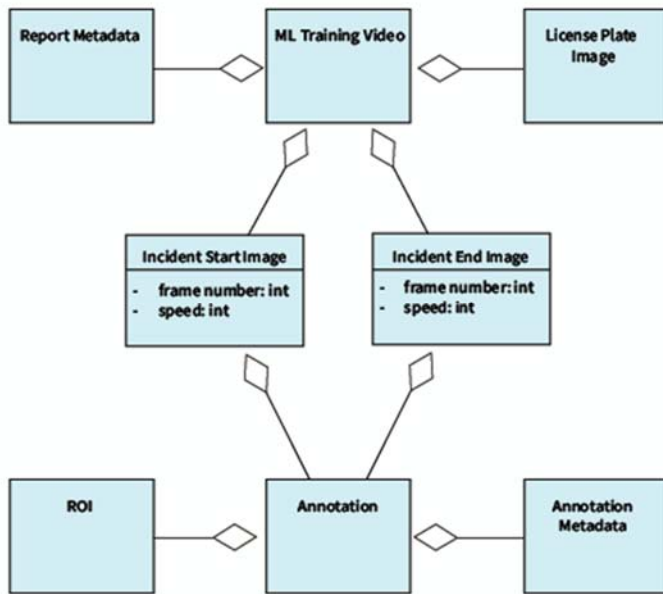 Report Metadata
ML Training Video
License Plate
Image
Incident Start Image
- frame number: int
- speed: int
Incident End Image
- frame number: int
- speed: int
ROI
Annotation
Annotation
Metadata